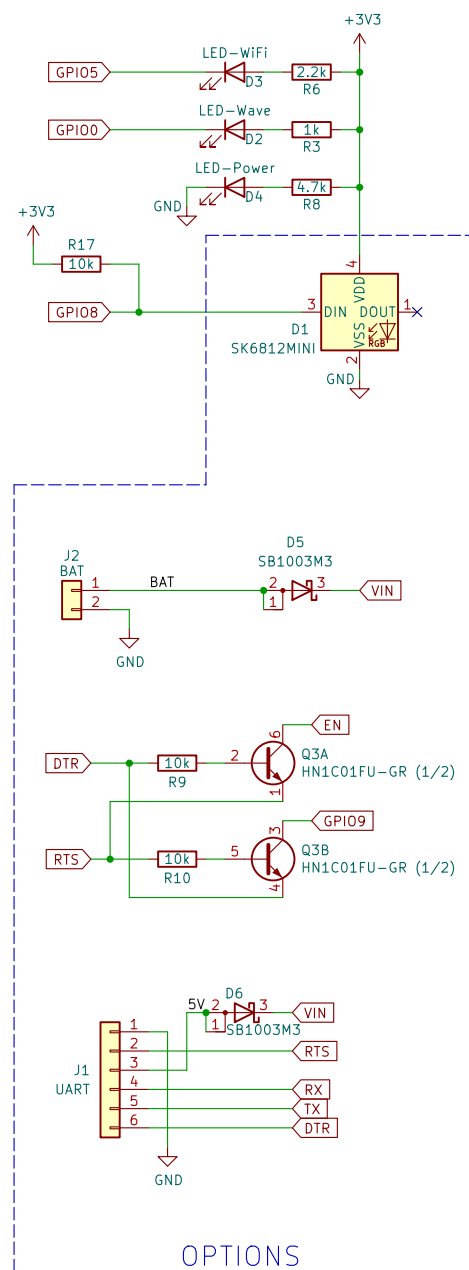 +3V3
LED-WiFi
GPIO5
D3
2.2k
R6
LED-Wave
GPIO0
D2
1k
R3
LED-Power
4.7k
D4
R8
GND
+3V3
R17
10k
4
VDD
GPIO8
3
DIN
DOUT
1
D1
SK6812MINI
VSS
RGB
2
GND
J2
BAT
1
BAT
2
GND
D5
SB1003M3
2
3
VIN
1
EN
6
Q3A
HN1C01FU-GR (1/2)
DTR
10k
R9
2
1
GPIO9
3
Q3B
HN1C01FU-GR (1/2)
RTS
10k
R10
5
4
D6
5V
2
3
VIN
1
SB1003M3
J1
UART
1
2
RTS
3
4
RX
5
TX
6
DTR
GND
OPTIONS